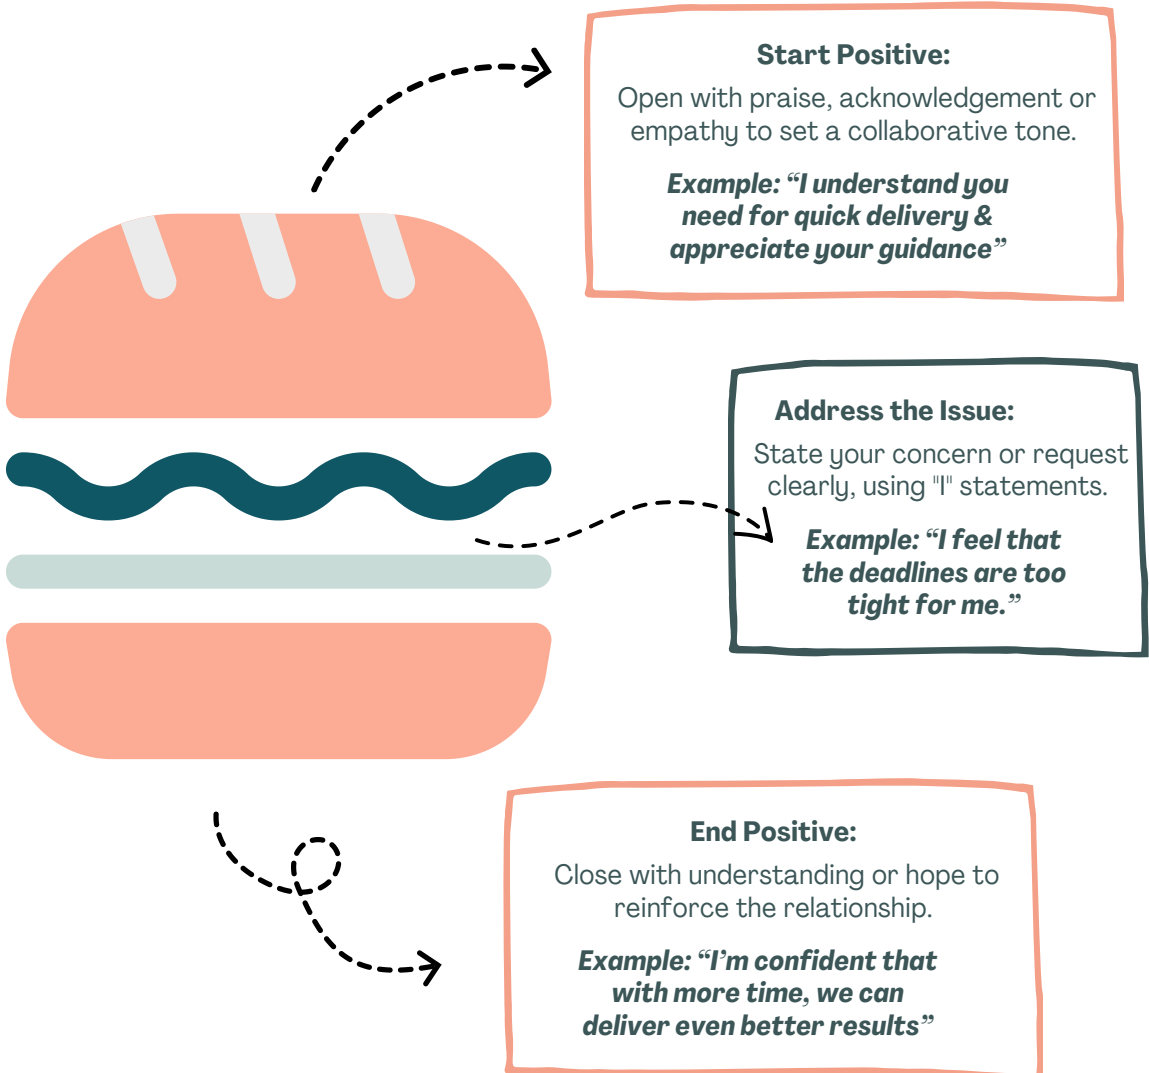 Start Positive:
Open with praise, acknowledgement or
empathy to set a collaborative tone.
Example: “I understand you
need for quick delivery &
appreciate your guidance”
Address the Issue:
State your concern or request
clearly, using "I" statements.
Example: “I feel that
the deadlines are too
tight for me.”
End Positive:
Close with understanding or hope to
reinforce the relationship.
Example: “I’m confident that
with more time, we can
deliver even better results”